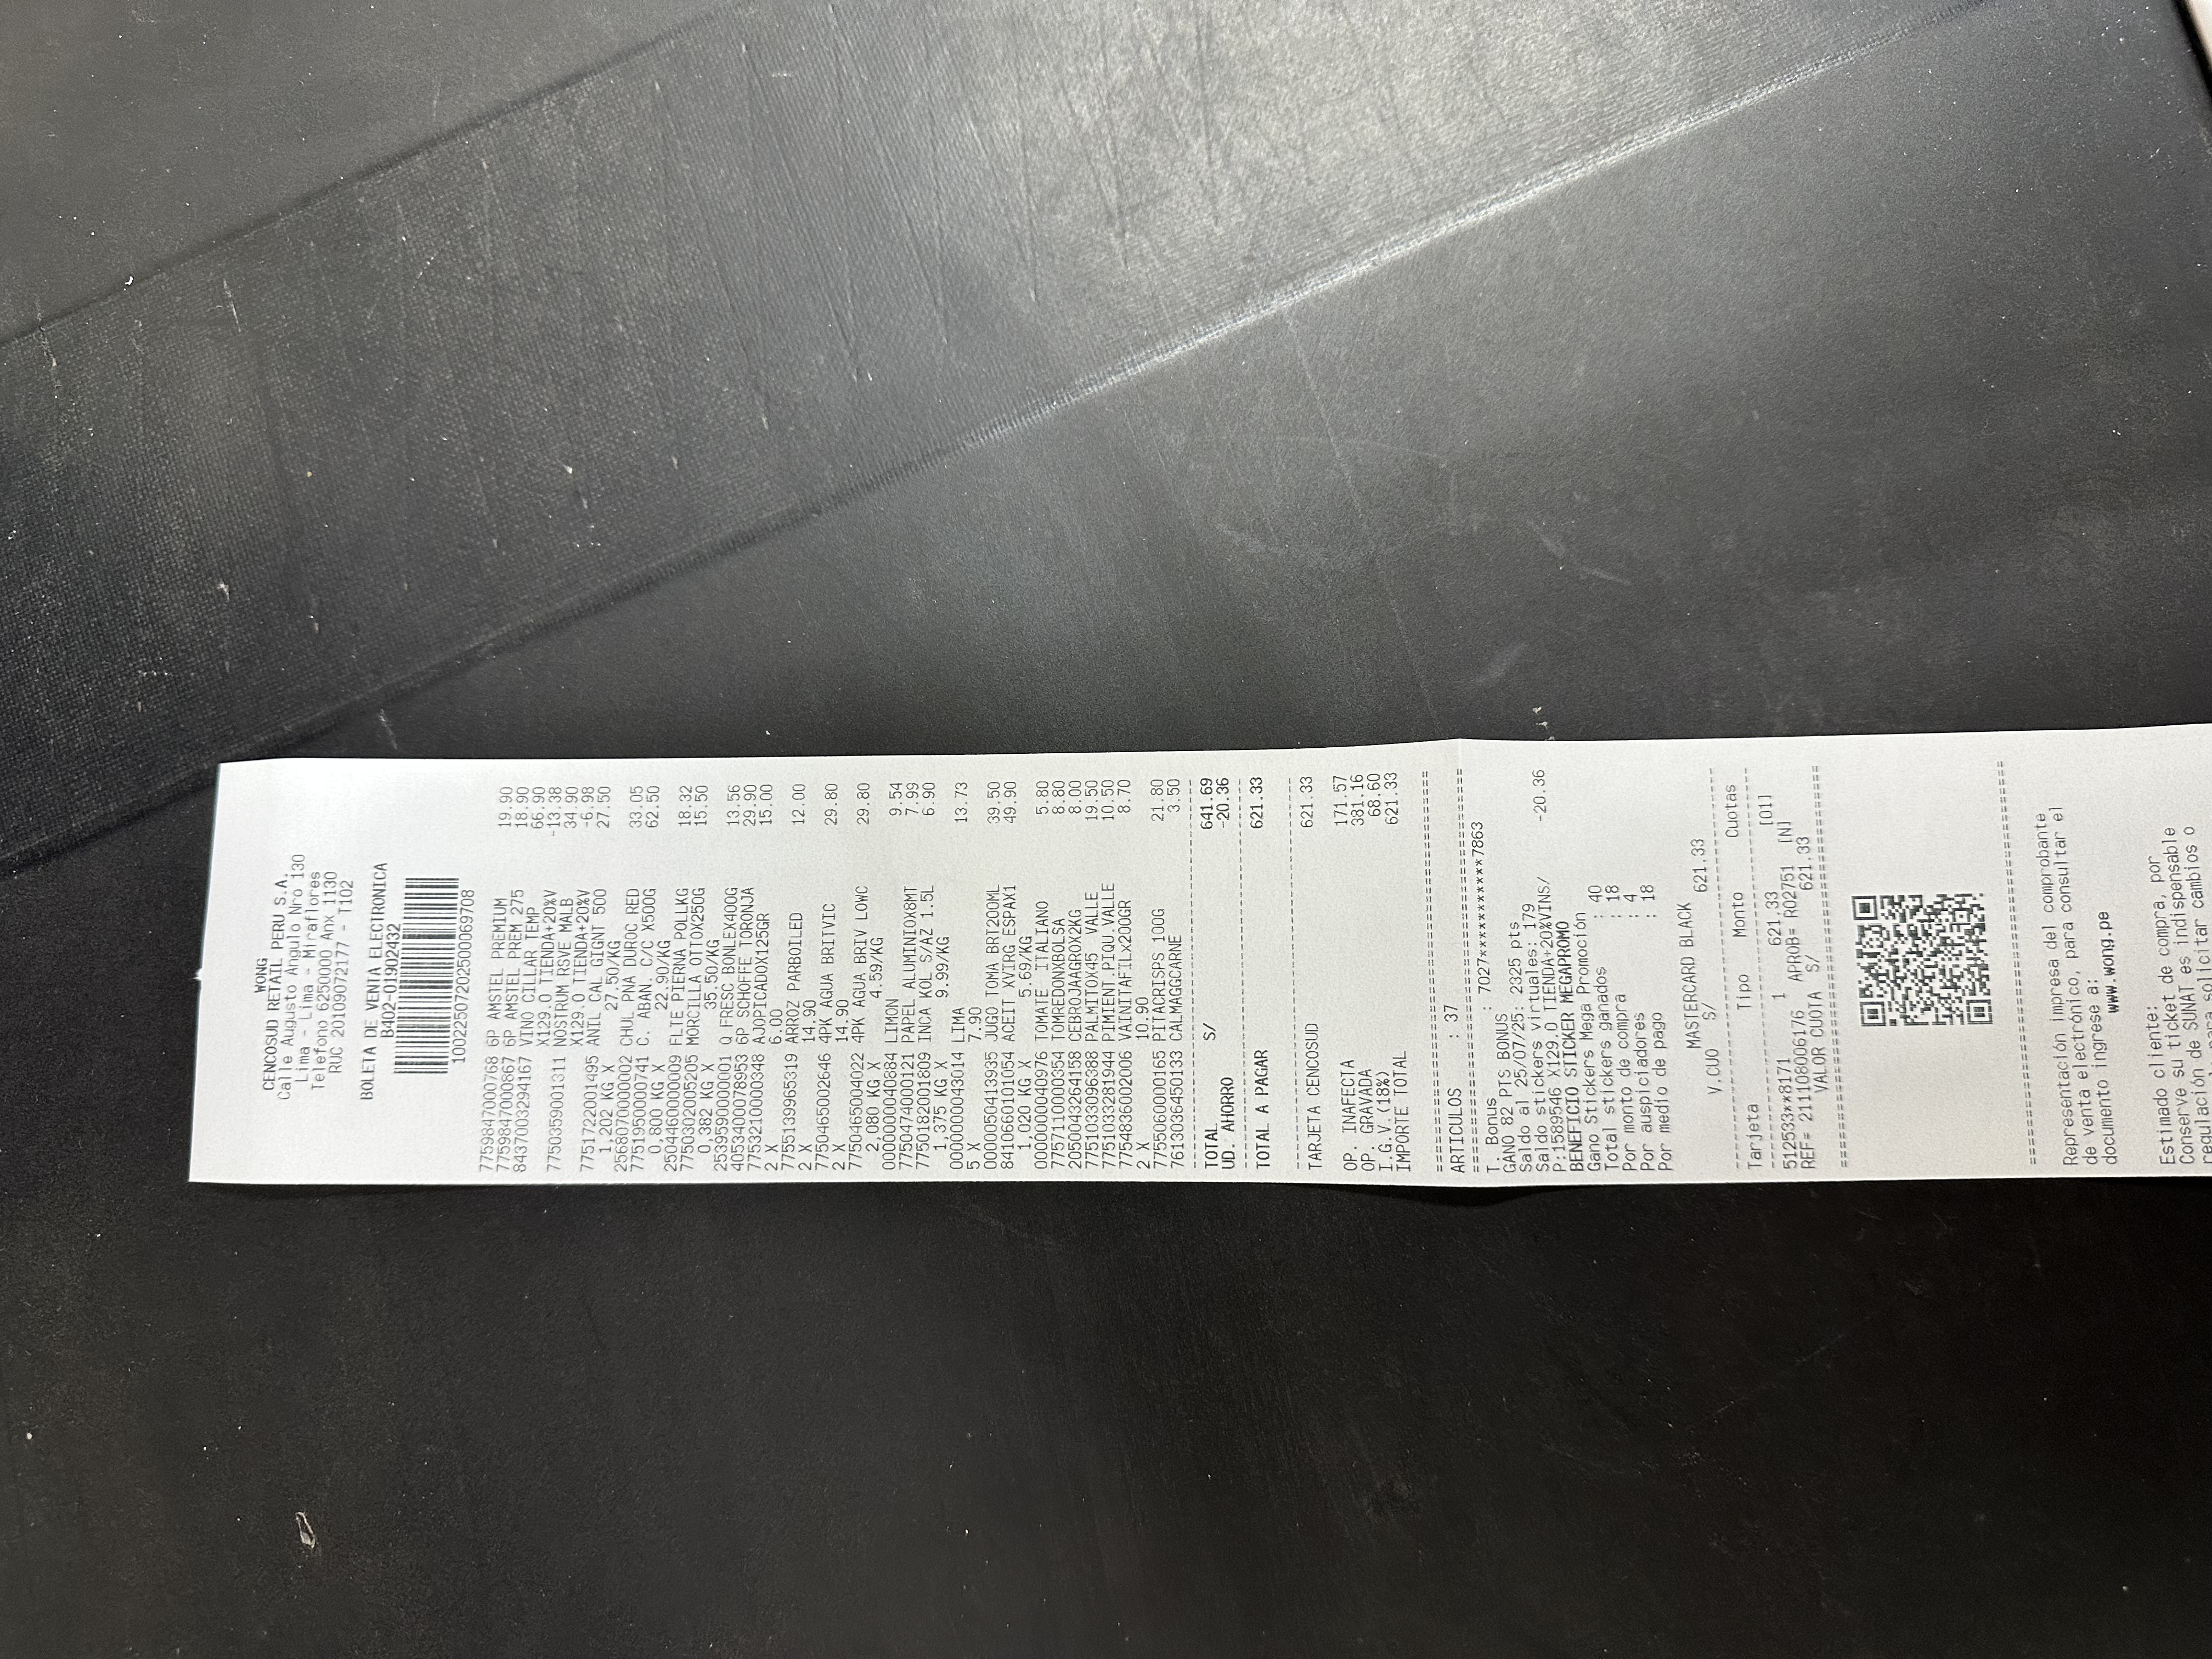 WONG
CENCOSUD RETAIL PERU S.A.
Calle Augusto Angulo Nro 130
Lima - Lima - Miraflores
Telefono 6250000 Anx 1130
RUC 20109072177 - T102
BOLETA DE VENTA ELECTRONICA
B402-01902432
10022507202500069708
7759847000768 6P AMSTEL PREMIUM 19.90
7759847000867 6P AMSTEL PREM 275 18.90
8437003294167 VINO CILLAR TEMP 66.90
X129.0 TIENDA+20%V -13.38
7750359001311 NOSTRUM RSVE MALB 34.90
X129.0 TIENDA+20%V -6.98
7751722001495 ANIL CAL GIGNT 500 27.50
1,202 KG X 27.50/KG
2568070000002 CHUL PNA DUROC RED 33.05
7751950000741 C. ABAN. C/C X500G 62.50
0,800 KG X 22.90/KG
2504460000009 FLTE PIERNA POLLKG 18.32
7750302005205 MORCILLA OTTOX250G 15.50
0,382 KG X 35.50/KG
2539590000001 Q FRESC BONLEX400G 13.56
4053400078953 6P SCHOFFE TORONJA 29.90
7753210000348 AJOPICADOX125GR 15.00
2 X 6.00
7755139965319 ARROZ PARBOILED 12.00
2 X 14.90
7750465002646 4PK AGUA BRITVIC 29.80
2 X 14.90
7750465004022 4PK AGUA BRIV LOWC 29.80
2,080 KG X 4.59/KG
0000000040884 LIMON 9.54
7750474000121 PAPEL ALUMINIOX8MT 7.99
7750182001809 INCA KOL S/AZ 1.5L 6.90
1,375 KG X 9.99/KG
0000000043014 LIMA 13.73
5 X 7.90
0000050413935 JUGO TOMA BRT200ML 39.50
8410660101054 ACEIT XVIRG ESPAX1 49.90
1,020 KG X 5.69/KG
0000000040976 TOMATE ITALIANO 5.80
7757110000354 TOMREDONXBOLSA 8.80
2050043264158 CEBROJAAGROX2KG 8.00
7751033096388 PALMITOX45 VALLE 19.50
7751033281944 PIMIENT.PIQU.VALLE 10.50
7754836002006 VAINITAFILx200GR 8.70
2 X 10.90
7755060000165 PITACRISPS 100G 21.80
7613036450133 CALMAGGCARNE 3.50
------------------------------------------
TOTAL S/ 641.69
UD. AHORRO -20.36
------------------------------------------
TOTAL A PAGAR 621.33
------------------------------------------
TARJETA CENCOSUD 621.33
OP. INAFECTA 171.57
OP. GRAVADA 381.16
I.G.V.(18%) 68.60
IMPORTE TOTAL 621.33
==========================================
ARTICULOS : 37
==========================================
T. Bonus : 7027***********7863
GANO 82 PTS BONUS
Saldo al 25/07/25: 2325 pts
Saldo stickers virtuales: 179
P:1589546 X129.0 TIENDA+20%VINS/ -20.36
BENEFICIO STICKER MEGAPROMO
Gano Stickers Mega Promoción
Total stickers ganados : 40
Por monto de compra : 18
Por auspiciadores : 4
Por medio de pago : 18
MASTERCARD BLACK
V.CUO S/ 621.33
------------------------------------------
Tarjeta Tipo Monto Cuotas
------------------------------------------
512533**8171 1 621.33 [01]
REF= 211108006176 APROB= R02751 [N]
VALOR CUOTA S/ 621.33
==========================================
==========================================
Representación impresa del comprobante
de venta electrónico, para consultar el
documento ingrese a:
www.wong.pe
Estimado cliente:
Conserve su ticket de compra, por
regulación de SUNAT es indispensable
para solicitar cambios o